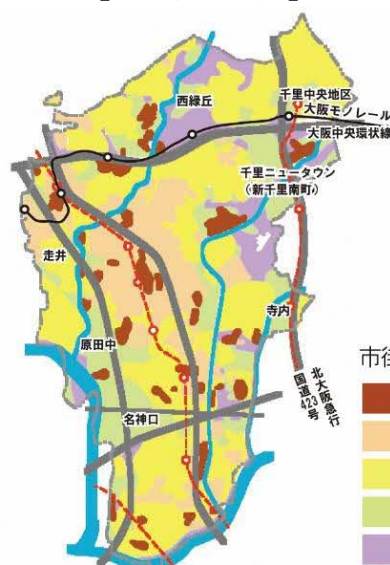 西緑丘
千里中央地区
大阪モノレール
大阪中央環状線
千里ニュータウン
(新千里南町)
走井
寺内
原田中
市街
北大阪急行
国道423号
名神口